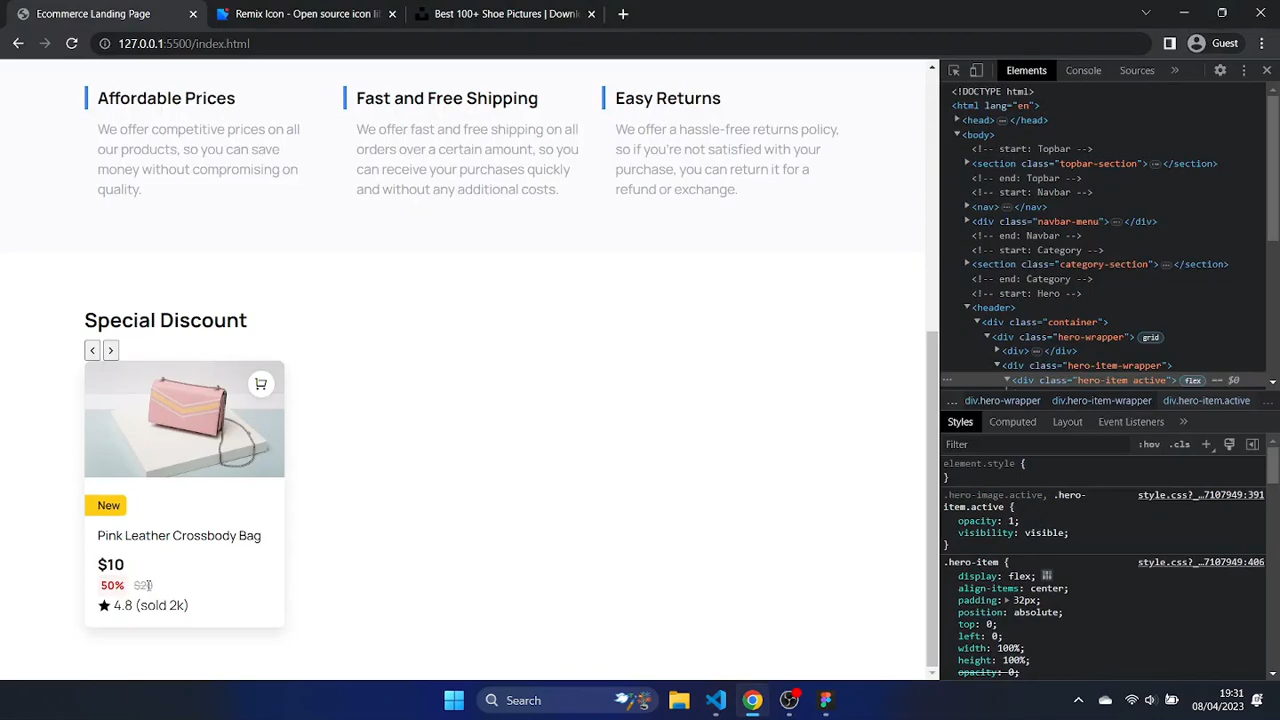 Ecommerce Landing Page
Remix Icon - Open source icon li
Best 100+ Shoe Pictures | Downl
127.0.0.1:5500/index.html
Guest
Affordable Prices
We offer competitive prices on all
our products, so you can save
money without compromising on
quality.
Fast and Free Shipping
We offer fast and free shipping on all
orders over a certain amount, so you
can receive your purchases quickly
and without any additional costs.
Easy Returns
We offer a hassle-free returns policy,
so if you're not satisfied with your
purchase, you can return it for a
refund or exchange.
Special Discount
New
Pink Leather Crossbody Bag
$10
50% $20
4.8 (sold 2k)
Elements Console Sources
<!DOCTYPE html>
<html lang="en">
<head> </head>
<body>
<!-- start: Topbar -->
<section class="topbar-section"> </section>
<!-- end: Topbar -->
<!-- start: Navbar -->
<nav> </nav>
<div class="navbar-menu"> </div>
<!-- end: Navbar -->
<!-- start: Category -->
<section class="category-section"> </section>
<!-- end: Category -->
<!-- start: Hero -->
<header>
<div class="container">
<div class="hero-wrapper"> grid
<div> </div>
<div class="hero-item-wrapper">
<div class="hero-item active"> flex == $0
... div.hero-wrapper div.hero-item-wrapper div.hero-item.active ...
Styles Computed Layout Event Listeners
Filter :hov .cls
element.style {
}
.hero-image.active, .hero- style.css?_…7107949:391
item.active {
opacity: 1;
visibility: visible;
}
.hero-item { style.css?_…7107949:406
display: flex;
align-items: center;
padding: 32px;
position: absolute;
top: 0;
left: 0;
width: 100%;
height: 100%;
opacity: 0;
Search
19:31
08/04/2023